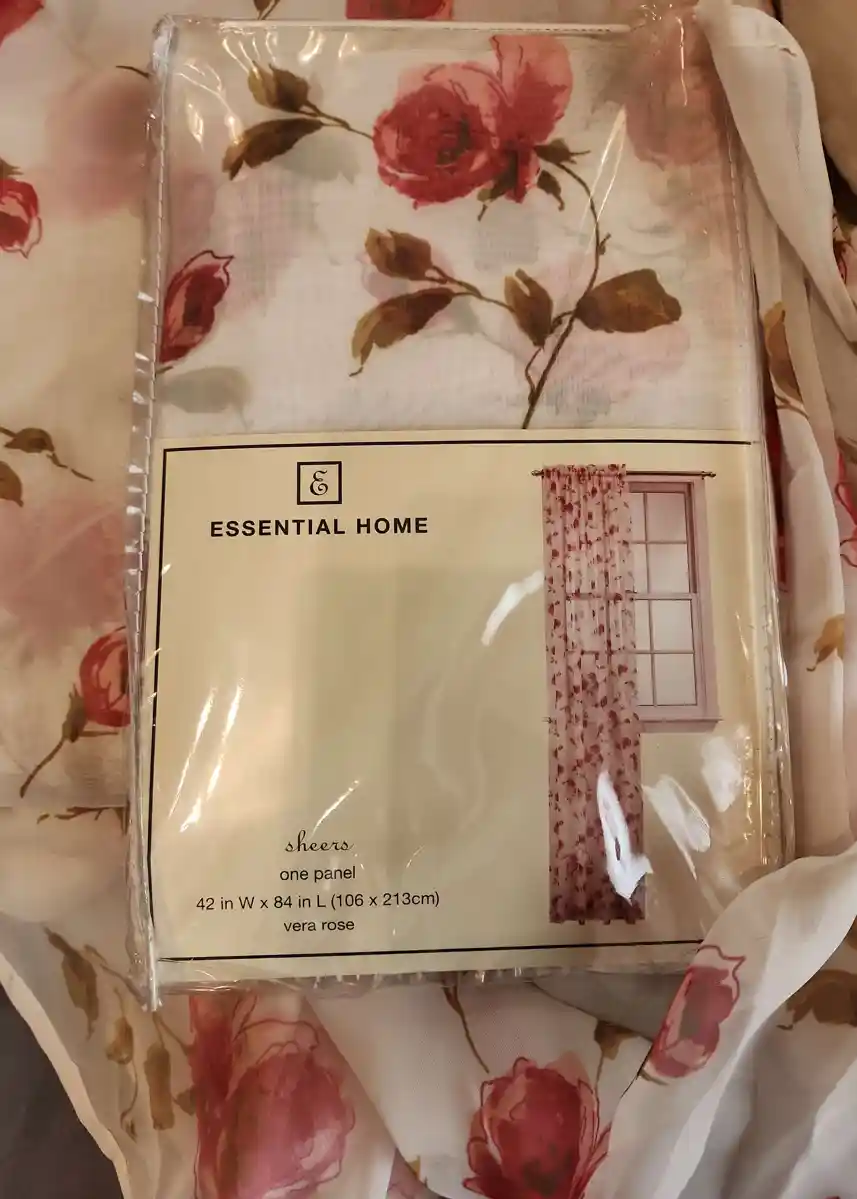 ℰ
ESSENTIAL HOME
sheers
one panel
42 in W x 84 in L (106 x 213cm)
vera rose